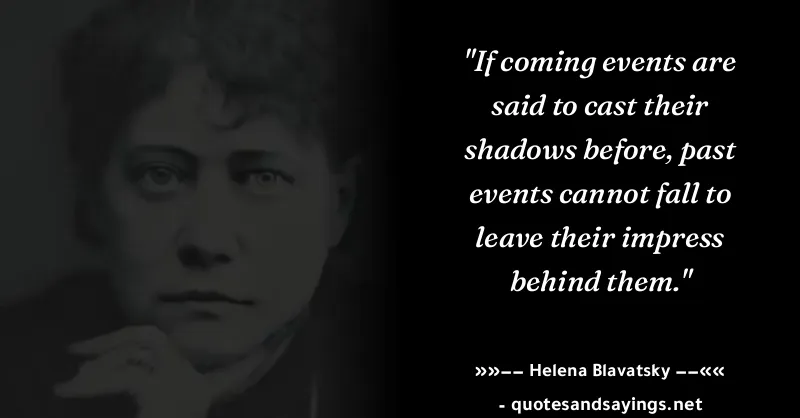 "If coming events are
said to cast their
shadows before, past
events cannot fall to
leave their impress
behind them."
»»–– Helena Blavatsky ––««
- quotesandsayings.net